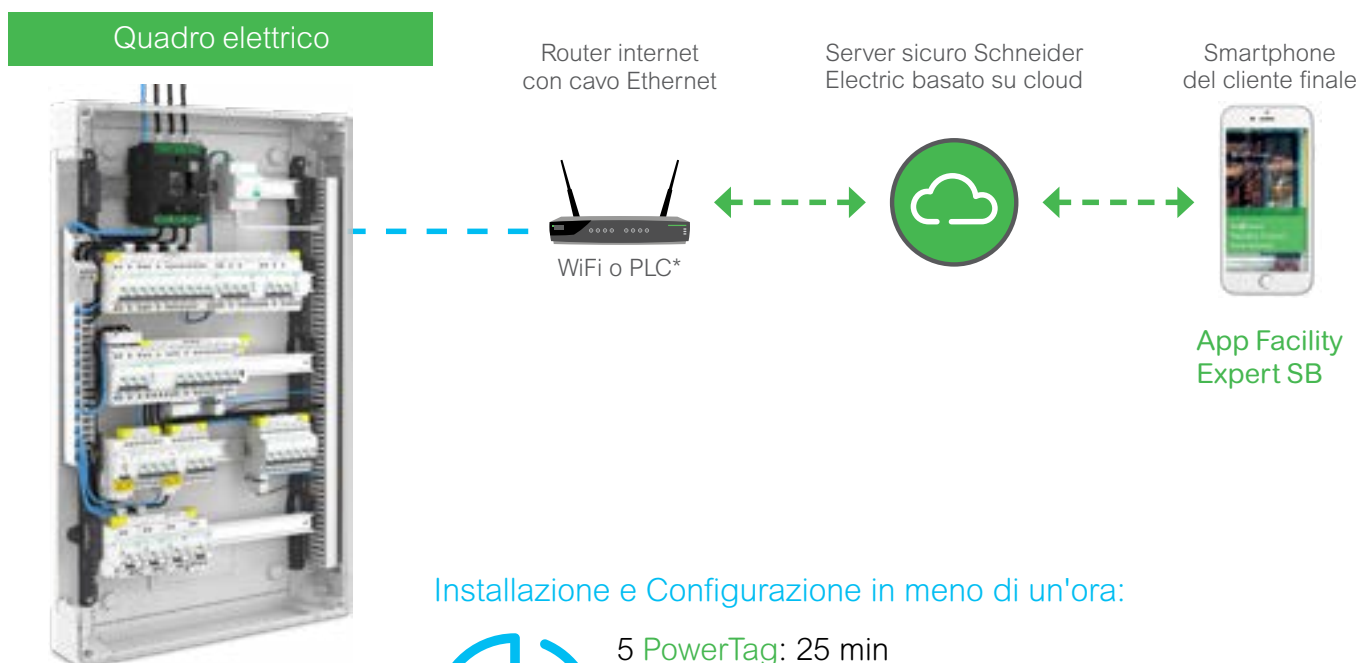 Quadro elettrico
Router internet
con cavo Ethernet
Server sicuro Schneider
Electric basato su cloud
Smartphone
del cliente finale
WiFi o PLC*
App Facility
Expert SB
Installazione e Configurazione in meno di un'ora:
5 PowerTag: 25 min